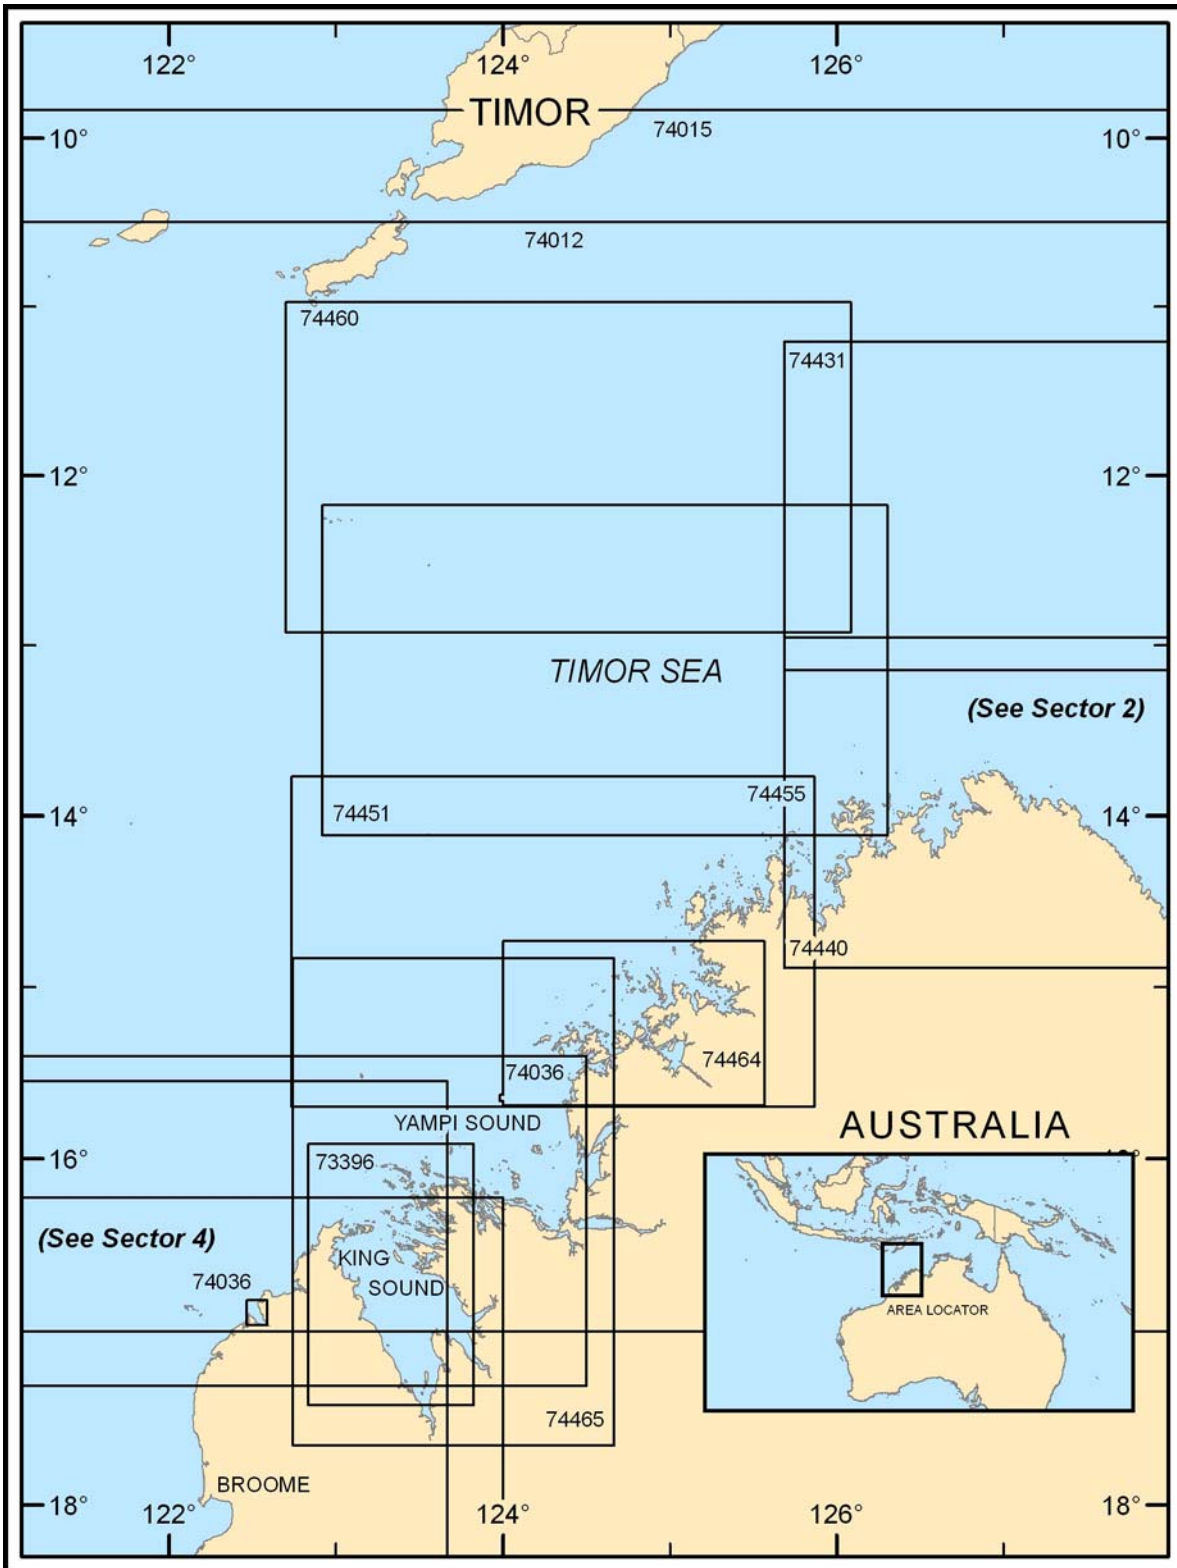 122° 124° 126°
TIMOR
74015
10° 10°
74012
74460
74431
12° 12°
TIMOR SEA
(See Sector 2)
74455
74451
14° 14°
74440
74464
74036
YAMPI SOUND
AUSTRALIA
73396
16°
(See Sector 4)
KING
SOUND
74036
AREA LOCATOR
74465
BROOME
18° 122° 124° 126° 18°